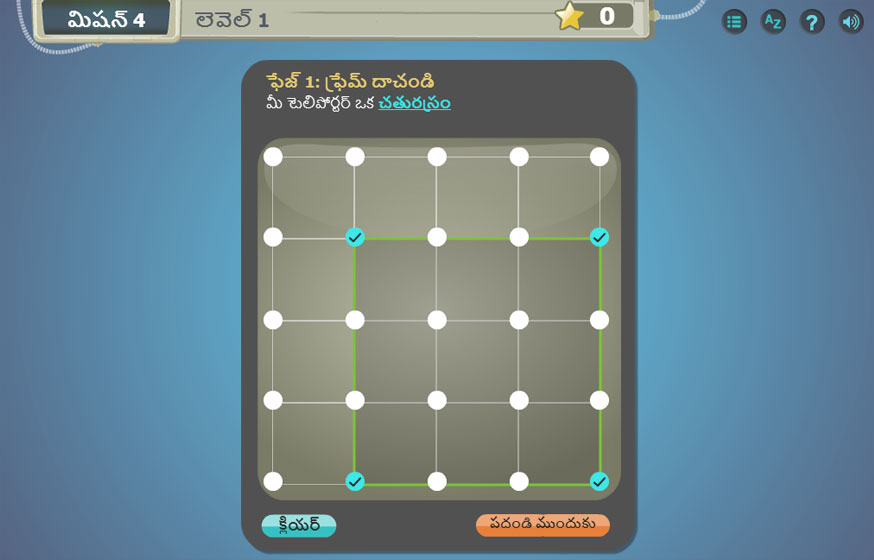 మిషన్ 4
లెవెల్ 1
0
AZ
?
ఫేజ్ 1: ఫ్రేమ్ దాచండి
మీ టెలిపోర్టర్ ఒక చతురస్రం
క్లియర్
పదండి ముందుకు